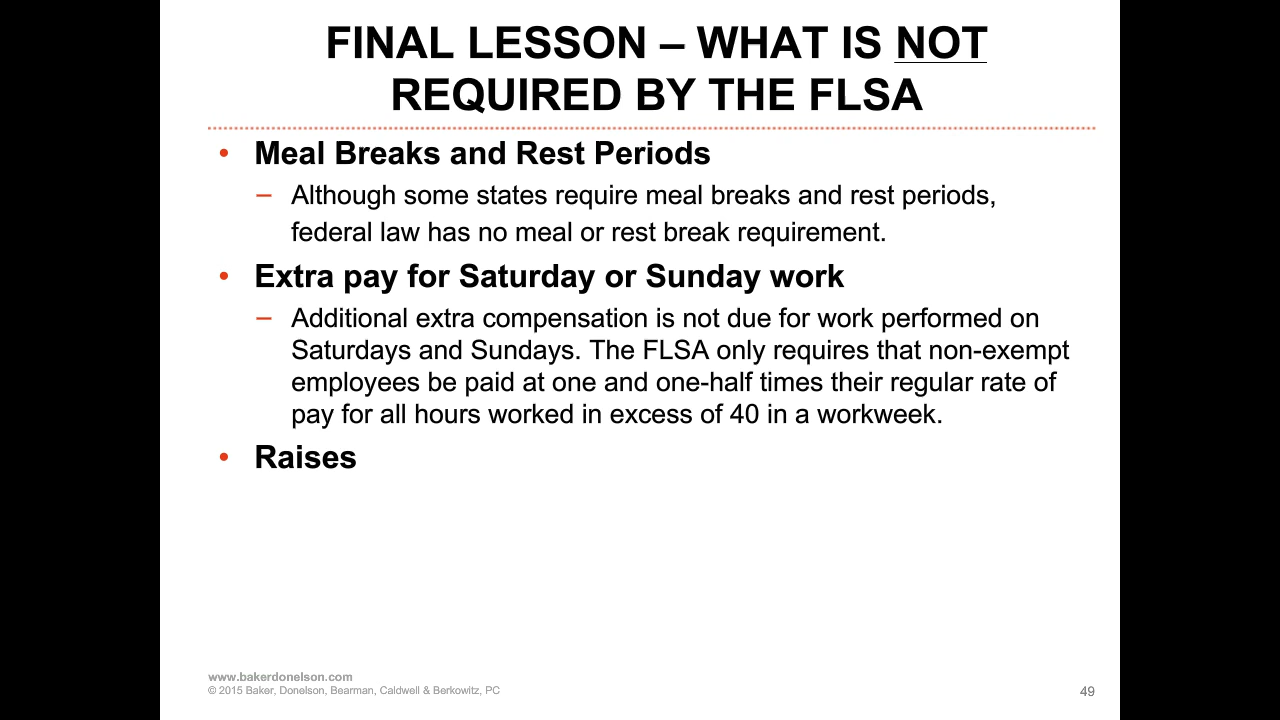 FINAL LESSON – WHAT IS NOT
REQUIRED BY THE FLSA
• Meal Breaks and Rest Periods
– Although some states require meal breaks and rest periods,
federal law has no meal or rest break requirement.
• Extra pay for Saturday or Sunday work
– Additional extra compensation is not due for work performed on
Saturdays and Sundays. The FLSA only requires that non-exempt
employees be paid at one and one-half times their regular rate of
pay for all hours worked in excess of 40 in a workweek.
• Raises
www.bakerdonelson.com
© 2015 Baker, Donelson, Bearman, Caldwell & Berkowitz, PC
49